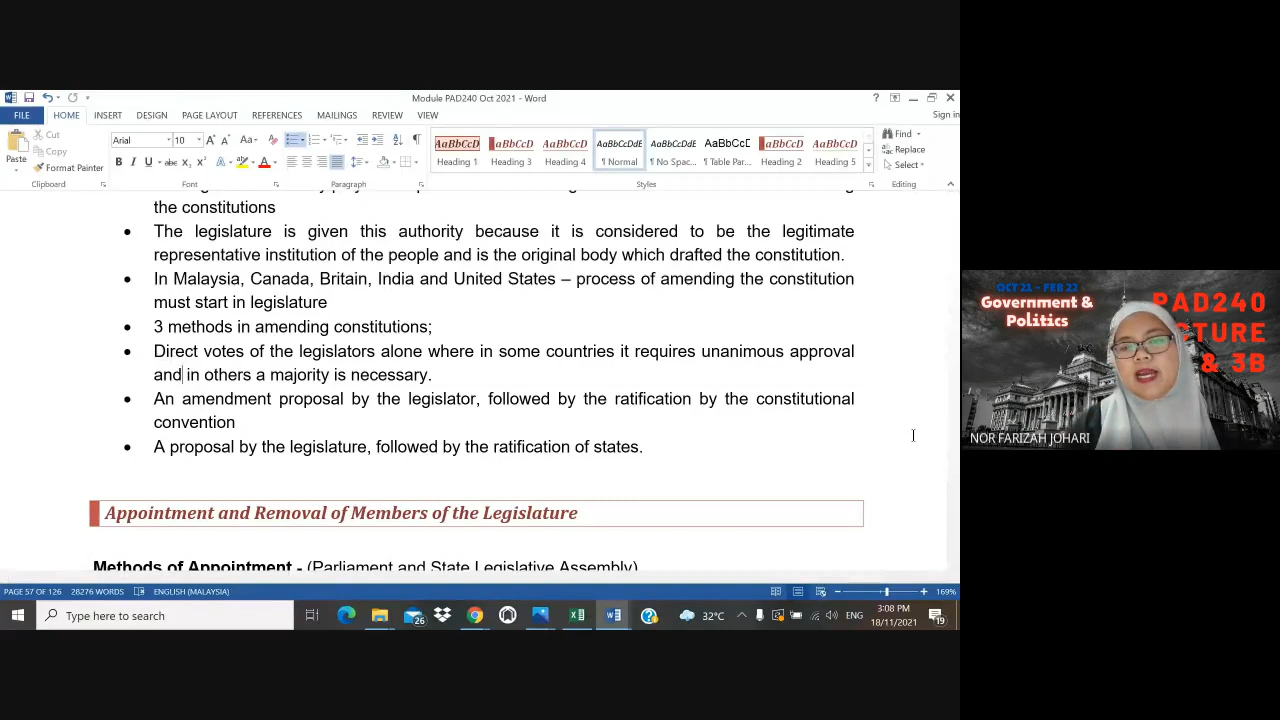 Module PAD240 Oct 2021 - Word
? 
Sign in
FILE HOME INSERT DESIGN PAGE LAYOUT REFERENCES MAILINGS REVIEW VIEW
Paste
Cut
Copy
Format Painter
Clipboard
Arial 10
Font
Paragraph
AaBbCcD AaBbCcD AaBbCcD AaBbCcDdE AaBbCcDdE AaBbCcD AaBbCcD AaBbCcD
Heading 1 Heading 3 Heading 4 ¶ Normal ¶ No Spac... ¶ Table Par... Heading 2 Heading 5
Styles
Find
Replace
Select
Editing
the constitutions
• The legislature is given this authority because it is considered to be the legitimate
representative institution of the people and is the original body which drafted the constitution.
• In Malaysia, Canada, Britain, India and United States – process of amending the constitution
must start in legislature
• 3 methods in amending constitutions;
• Direct votes of the legislators alone where in some countries it requires unanimous approval
and in others a majority is necessary.
• An amendment proposal by the legislator, followed by the ratification by the constitutional
convention
• A proposal by the legislature, followed by the ratification of states.
Appointment and Removal of Members of the Legislature
Methods of Appointment - (Parliament and State Legislative Assembly)
PAGE 57 OF 126 28276 WORDS ENGLISH (MALAYSIA) 169%
Type here to search
26
32°C
ENG
3:08 PM
18/11/2021
19
OCT 21 - FEB 22
Government &
Politics
PAD240
CTURE
& 3B
NOR FARIZAH JOHARI